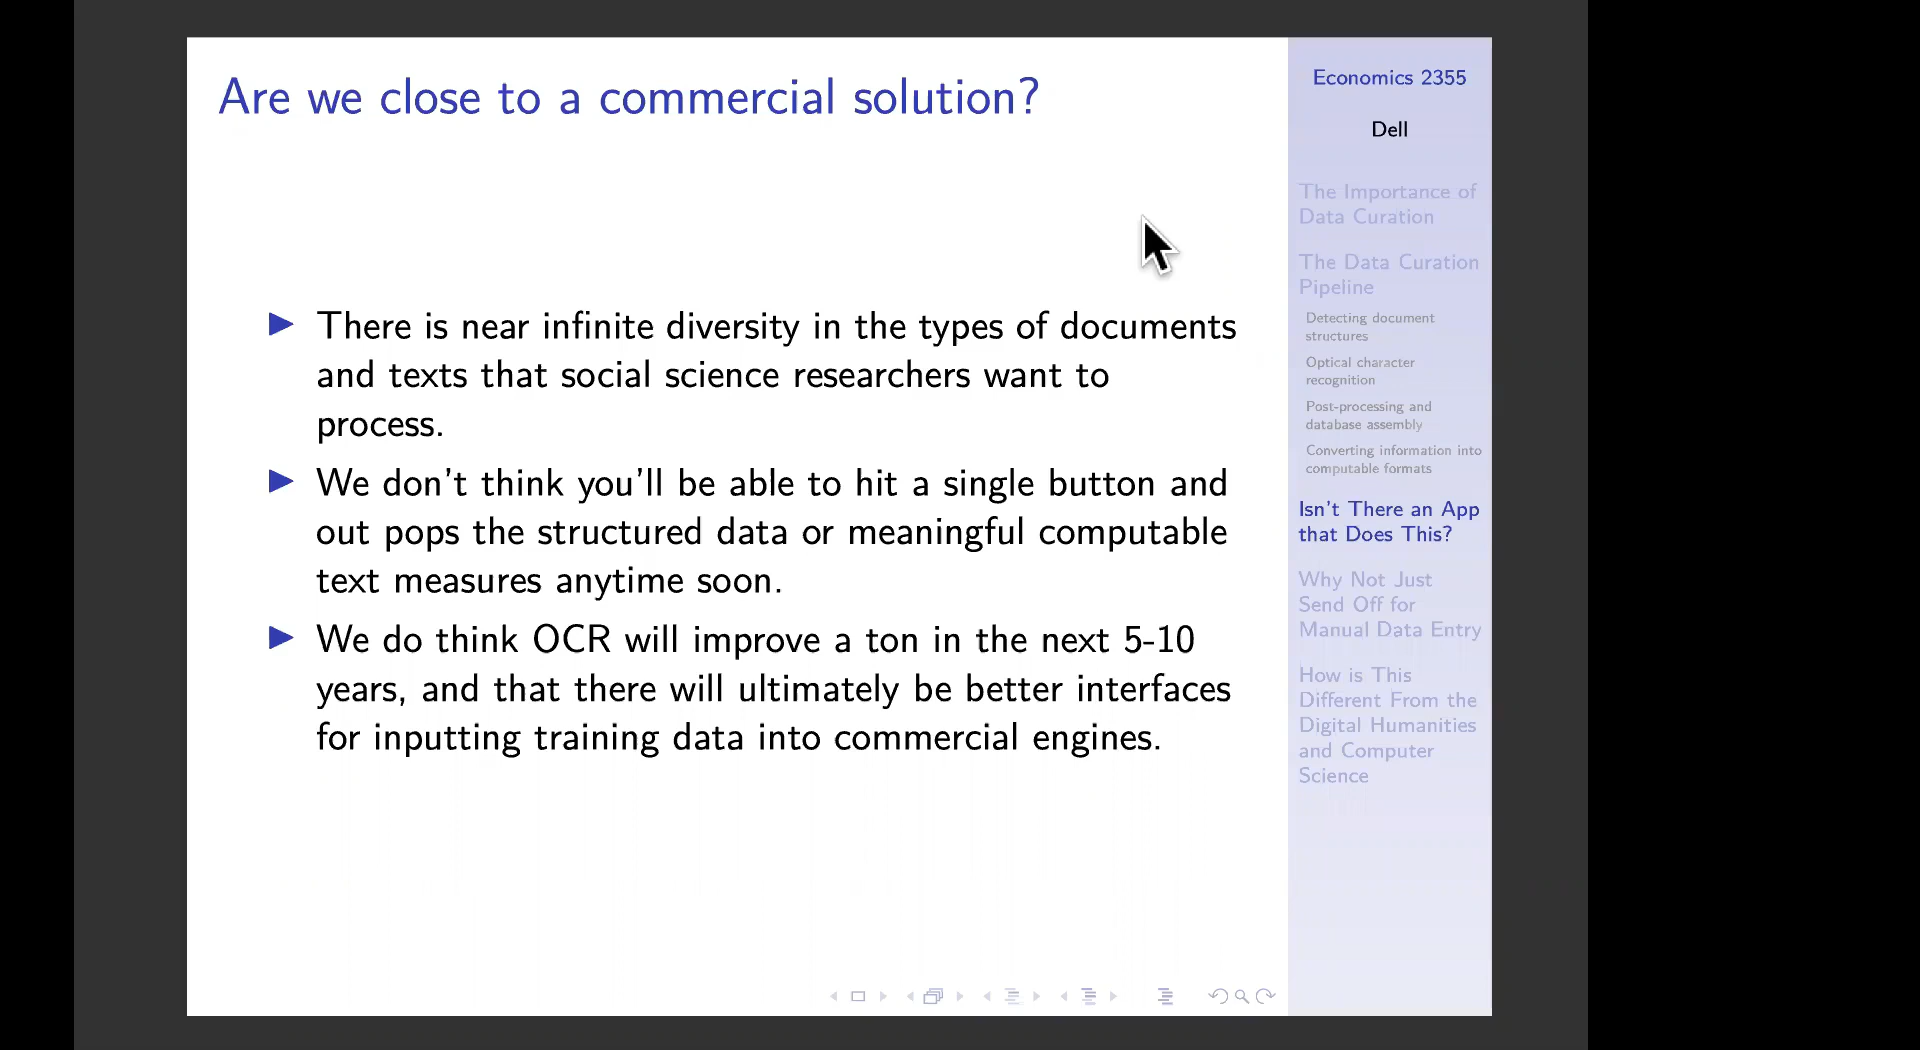 Are we close to a commercial solution?
There is near infinite diversity in the types of documents
and texts that social science researchers want to
process.
We don't think you'll be able to hit a single button and
out pops the structured data or meaningful computable
text measures anytime soon.
We do think OCR will improve a ton in the next 5-10
years, and that there will ultimately be better interfaces
for inputting training data into commercial engines.
Economics 2355
Dell
The Importance of
Data Curation
The Data Curation
Pipeline
Detecting document
structures
Optical character
recognition
Post-processing and
database assembly
Converting information into
computable formats
Isn't There an App
that Does This?
Why Not Just
Send Off for
Manual Data Entry
How is This
Different From the
Digital Humanities
and Computer
Science